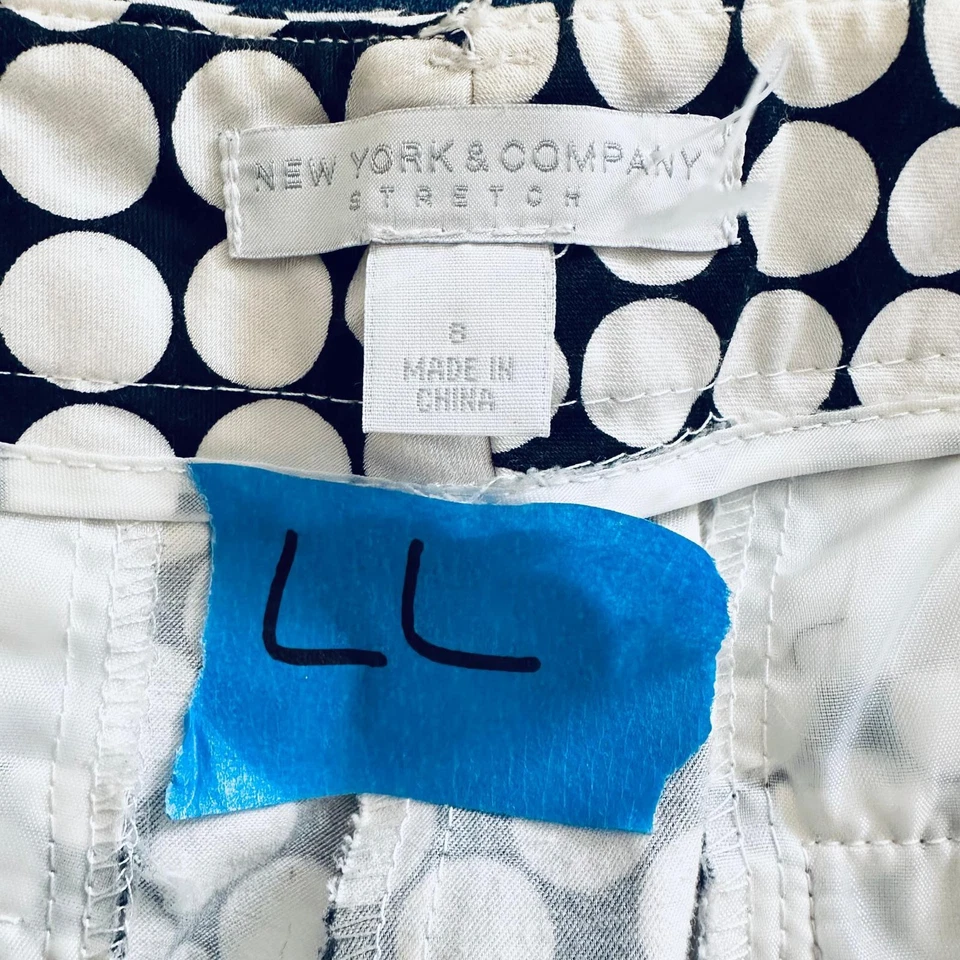 NEW YORK & COMPANY
STRETCH
8
MADE IN
CHINA
LL